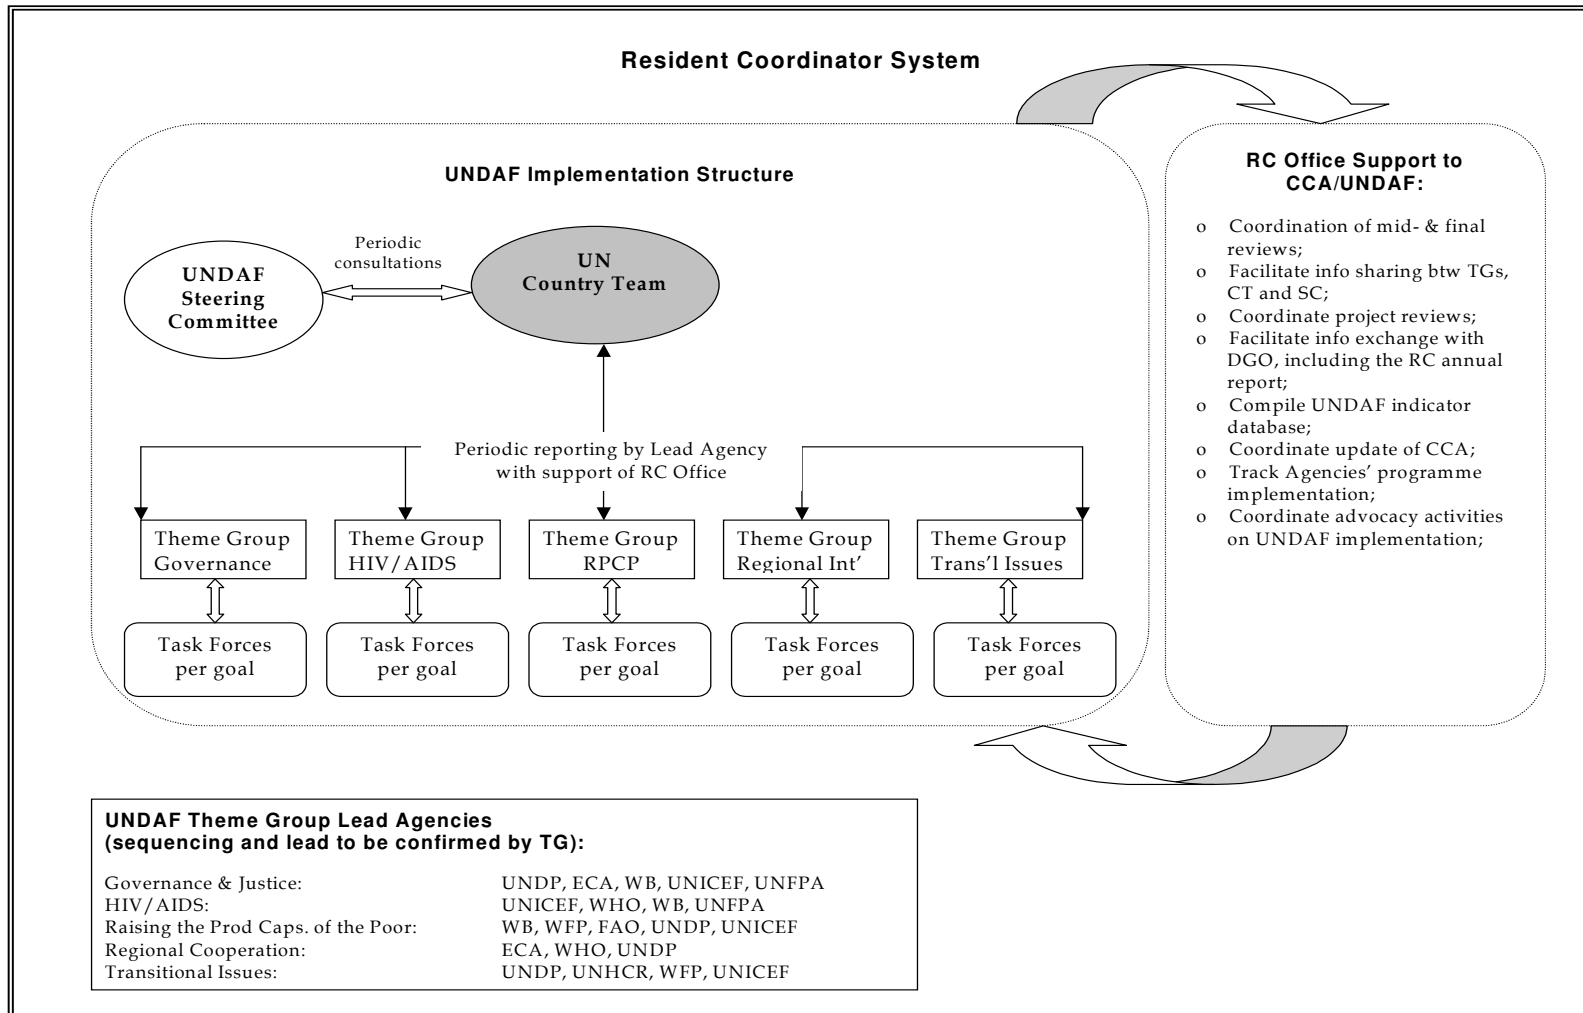 Resident Coordinator System
UNDAF Implementation Structure
UNDAF
Steering
Committee
Periodic
consultations
UN
Country Team
Periodic reporting by Lead Agency
with support of RC Office
Theme Group
Governance
Theme Group
HIV/AIDS
Theme Group
RPCP
Theme Group
Regional Int'
Theme Group
Trans'l Issues
Task Forces
per goal
Task Forces
per goal
Task Forces
per goal
Task Forces
per goal
Task Forces
per goal
RC Office Support to
CCA/UNDAF:
o Coordination of mid- & final
reviews;
o Facilitate info sharing btw TGs,
CT and SC;
o Coordinate project reviews;
o Facilitate info exchange with
DGO, including the RC annual
report;
o Compile UNDAF indicator
database;
o Coordinate update of CCA;
o Track Agencies' programme
implementation;
o Coordinate advocacy activities
on UNDAF implementation;
UNDAF Theme Group Lead Agencies
(sequencing and lead to be confirmed by TG):
Governance & Justice: UNDP, ECA, WB, UNICEF, UNFPA
HIV/AIDS: UNICEF, WHO, WB, UNFPA
Raising the Prod Caps. of the Poor: WB, WFP, FAO, UNDP, UNICEF
Regional Cooperation: ECA, WHO, UNDP
Transitional Issues: UNDP, UNHCR, WFP, UNICEF